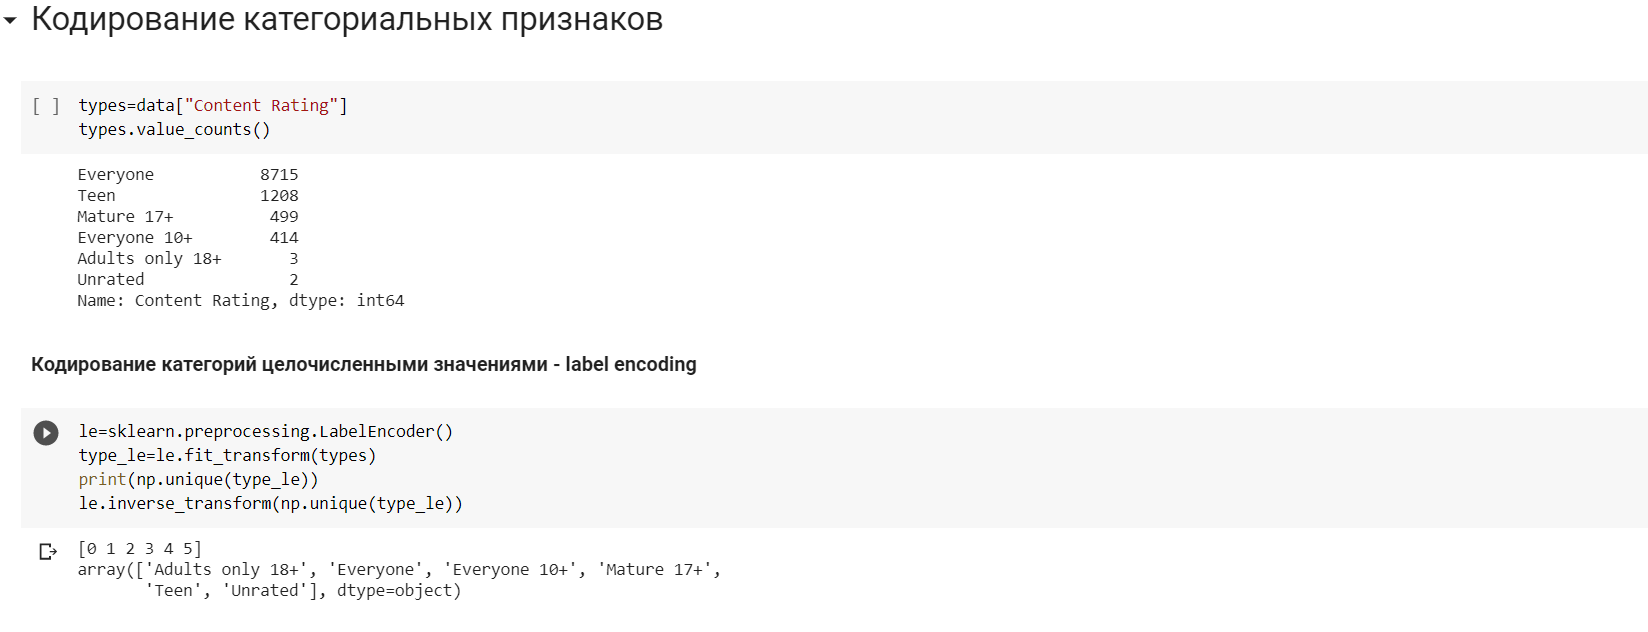 Кодирование категориальных признаков
[ ] types=data["Content Rating"]
types.value_counts()
Everyone 8715
Teen 1208
Mature 17+ 499
Everyone 10+ 414
Adults only 18+ 3
Unrated 2
Name: Content Rating, dtype: int64
Кодирование категорий целочисленными значениями - label encoding
le=sklearn.preprocessing.LabelEncoder()
type_le=le.fit_transform(types)
print(np.unique(type_le))
le.inverse_transform(np.unique(type_le))
[0 1 2 3 4 5]
array(['Adults only 18+', 'Everyone', 'Everyone 10+', 'Mature 17+',
'Teen', 'Unrated'], dtype=object)